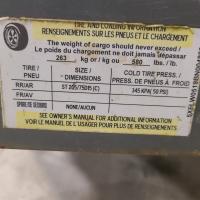 TIRE AND LOADING INFORMATION
RENSEIGNEMENTS SUR LES PNEUS ET LE CHARGEMENT
The weight of cargo should never exceed /
Le poids du chargement ne doit jamais dépasser
263 kg or / kg ou 580 lbs. / lb.
TIRE / PNEU SIZE / DIMENSIONS COLD TIRE PRESS. / PRESS. DE PNEUS À FROID
RR/AR ST 205/75D15 (C) 345 KPA( 50 PSI)
FR/AV
SPARE/DE SECOURS NONE/AUCUN
SEE OWNER'S MANUAL FOR ADDITIONAL INFORMATION
VOIR LE MANUEL DE L'USAGER POUR PLUS DE RENSEIGNEMENTS